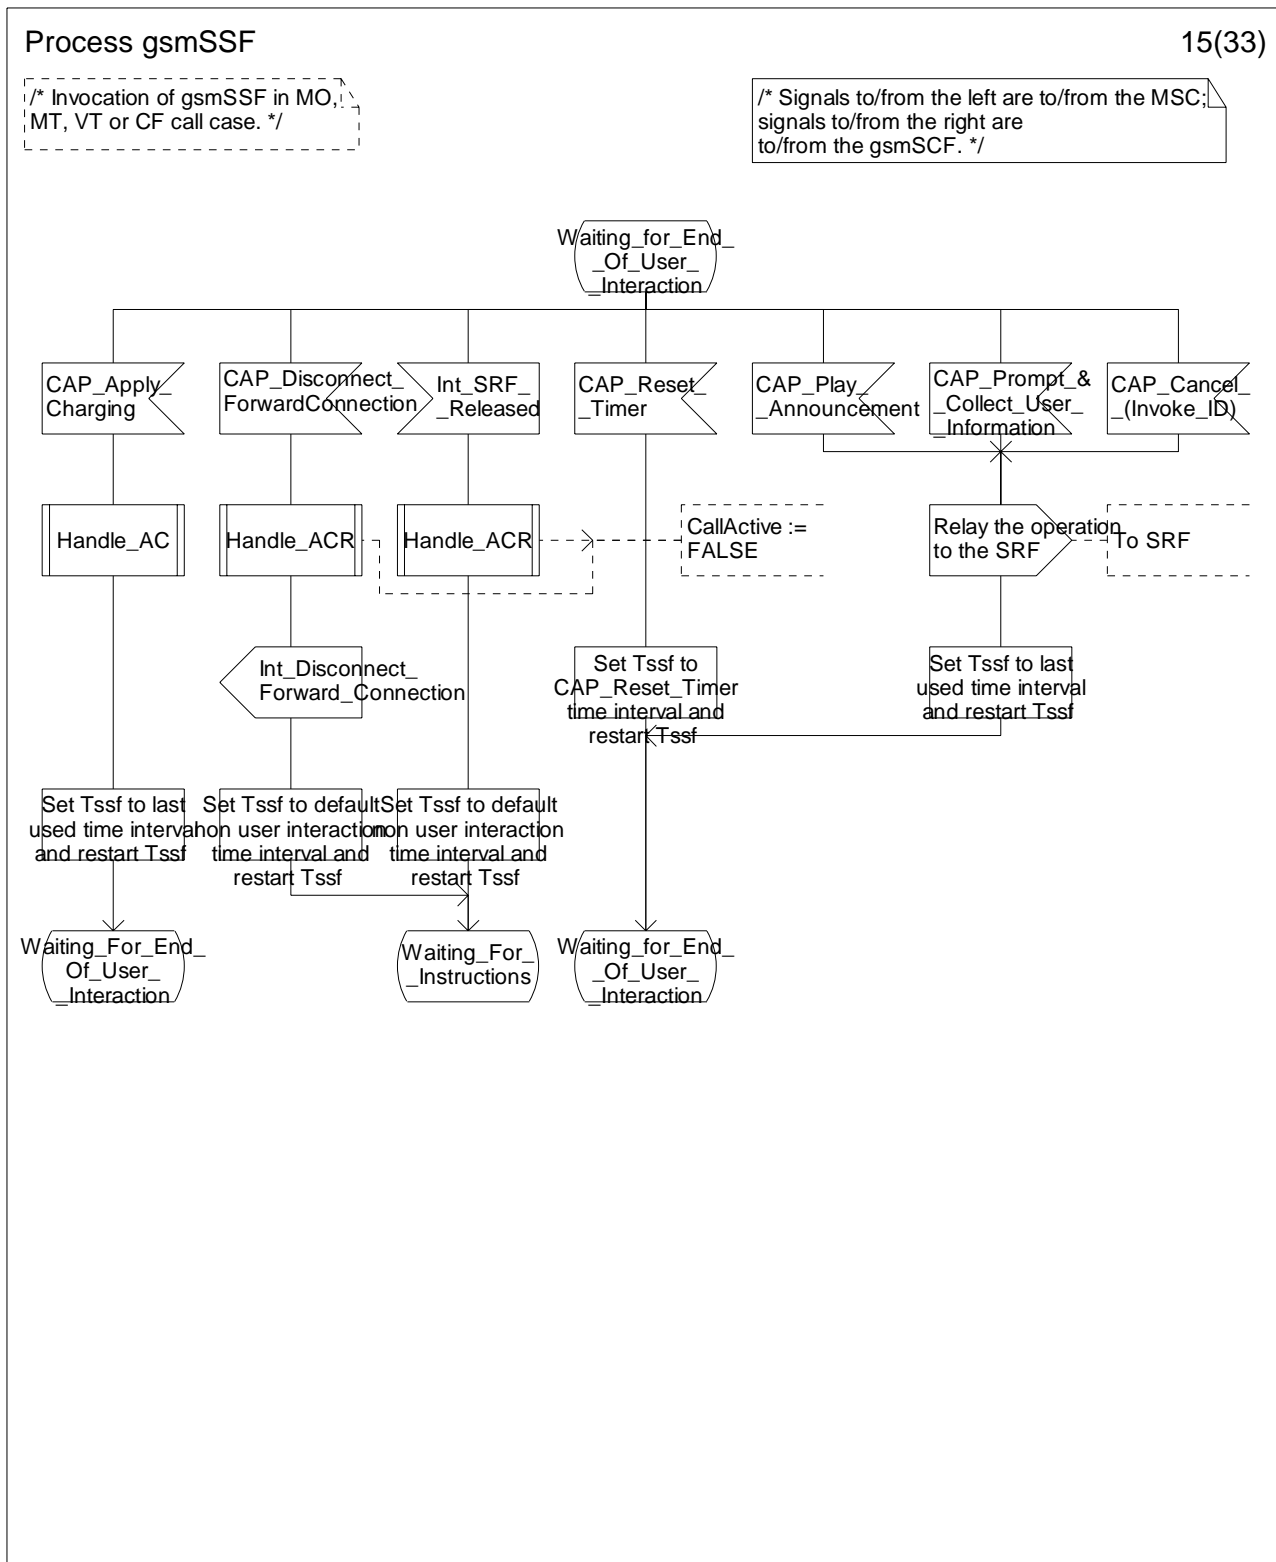 Process gsmSSF
15(33)
/* Invocation of gsmSSF in MO,
MT, VT or CF call case. */
/* Signals to/from the left are to/from the MSC;
signals to/from the right are
to/from the gsmSCF. */
Waiting_for_End_
_Of_User_
_Interaction
CAP_Apply_
Charging
CAP_Disconnect_
ForwardConnection
Int_SRF_
_Released
CAP_Reset_
_Timer
CAP_Play_
_Announcement
CAP_Prompt_&
_Collect_User_
_Information
CAP_Cancel_
_(Invoke_ID)
Handle_AC
Handle_ACR
Handle_ACR
CallActive :=
FALSE
Relay the operation
to the SRF
To SRF
Int_Disconnect_
Forward_Connection
Set Tssf to
CAP_Reset_Timer
time interval and
restart Tssf
Set Tssf to last
used time interval
and restart Tssf
Set Tssf to last
used time interval
and restart Tssf
Set Tssf to default
non user interaction
time interval and
restart Tssf
Set Tssf to default
non user interaction
time interval and
restart Tssf
Waiting_For_End_
Of_User_
_Interaction
Waiting_For_
_Instructions
Waiting_for_End_
_Of_User_
_Interaction